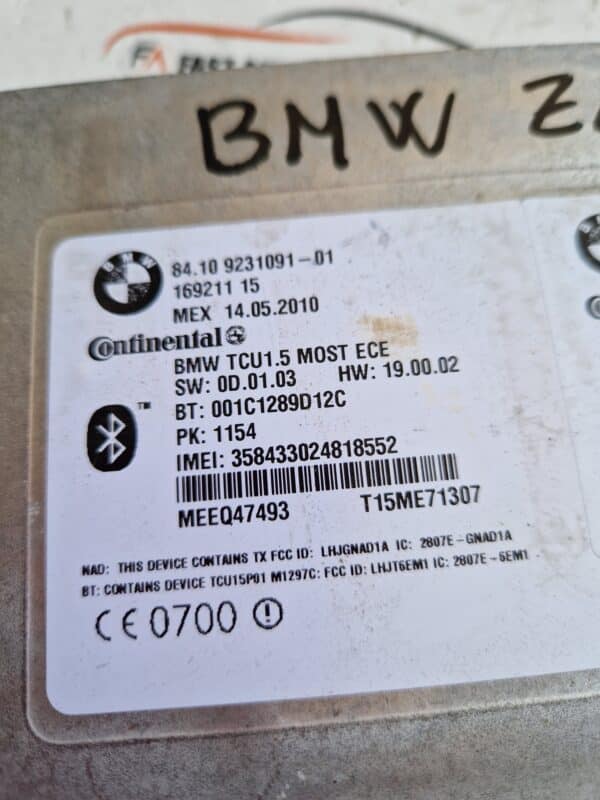 BMW
BMW
84.10 9231091-01
169211 15
MEX 14.05.2010
Continental
BMW TCU1.5 MOST ECE
SW: 0D.01.03 HW: 19.00.02
BT: 001C1289D12C
TM
PK: 1154
IMEI: 358433024818552
MEEQ47493 T15ME71307
NAD: THIS DEVICE CONTAINS TX FCC ID: LHJGNAD1A IC: 2807E-GNAD1A
BT: CONTAINS DEVICE TCU15P01 M1297C: FCC ID: LHJT6EM1 IC: 2807E-6EM1
CE 0700